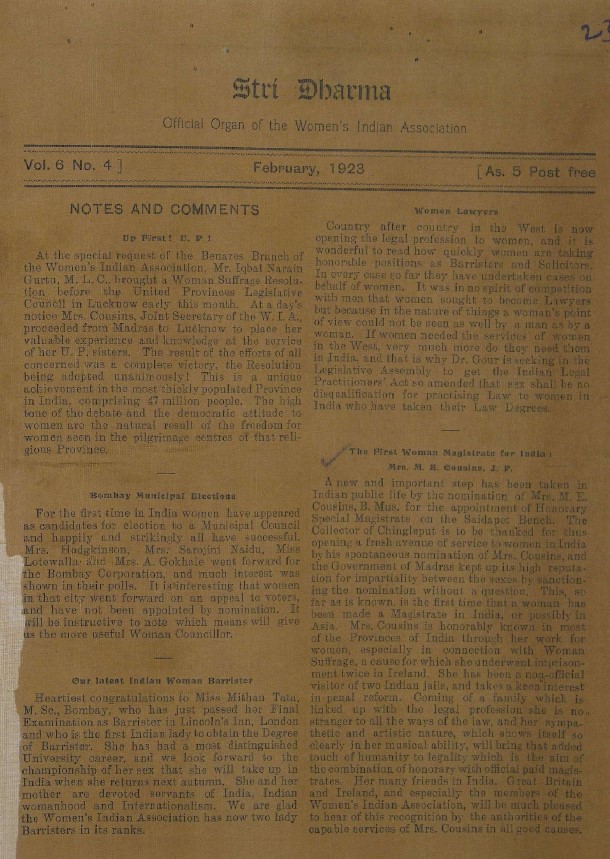 23
Stri Dharma
Official Organ of the Women's Indian Association
Vol. 6 No. 4 ]
February, 1923
[As. 5 Post free
NOTES AND COMMENTS
Up First! U. P!
At the special request of the Benares Branch of
the Women's Indian Association, Mr. Iqbal Narain
Gurtu, M. L. C., brought a Woman Suffrage Resolu-
tion before the United Provinces Legislative
Council in Lucknow early this month. At a day's
notice Mrs. Cousins, Joint Secretary of the W. I. A.,
proceeded from Madras to Lucknow to place her
valuable experience and knowledge at the service
of her U. P. sisters. The result of the efforts of all
concerned was a complete victory, the Resolution
being adopted unanimously! This is a unique
achievement in the most thickly populated Province
in India, comprising 47 million people. The high
tone of the debate and the democratic attitude to
women are the natural result of the freedom for
women seen in the pilgrimage centres of that reli-
gious Province.
Bombay Municipal Elections
For the first time in India women have appeared
as candidates for election to a Municipal Council
and happily and strikingly all have successful.
Mrs. Hodgkinson, Mrs. Sarojini Naidu, Miss
Lotewalla and Mrs. A. Gokhale went forward for
the Bombay Corporation, and much interest was
shown in their polls. It is interesting that women
in that city went forward on an appeal to voters,
and have not been appointed by nomination. It
will be instructive to note which means will give
us the more useful Woman Councillor.
Our latest Indian Woman Barrister
Heartiest congratulations to Miss Mithan Tata,
M. Sc., Bombay, who has just passed her Final
Examination as Barrister in Lincoln's Inn, London
and who is the first Indian lady to obtain the Degree
of Barrister. She has had a most distinguished
University career, and we look forward to the
championship of her sex that she will take up in
India when she returns next autumn. She and her
mother are devoted servants of India, Indian
womanhood and Internationalism. We are glad
the Women's Indian Association has now two lady
Barristers in its ranks.
Women Lawyers
Country after country in the West is now
opening the legal profession to women, and it is
wonderful to read how quickly women are taking
honorable positions as Barristers and Solicitors.
In every case so far they have undertaken cases on
behalf of women. It was in no spirit of competition
with men that women sought to become Lawyers
but because in the nature of things a woman's point
of view could not be seen as well by a man as by a
woman. If women needed the services of women
in the West, very much more do they need them
in India, and that is why Dr. Gour is seeking in the
Legislative Assembly to get the Indian Legal
Practitioners' Act so amended that sex shall be no
disqualification for practising Law to women in
India who have taken their Law Degrees.
The First Woman Magistrate for India:
Mrs. M. E. Cousins, J. P.
A new and important step has been taken in
Indian public life by the nomination of Mrs. M. E.
Cousins, B. Mus. for the appointment of Honorary
Special Magistrate on the Saidapet Bench. The
Collector of Chingleput is to be thanked for thus
opening a fresh avenue of service to women in India
by his spontaneous nomination of Mrs. Cousins, and
the Government of Madras kept up its high reputa-
tion for impartiality between the sexes by sanction-
ing the nomination without a question. This, so
far as is known, is the first time that a woman has
been made a Magistrate in India, or possibly in
Asia. Mrs. Cousins is honorably known in most
of the Provinces of India through her work for
women, especially in connection with Woman
Suffrage, a cause for which she underwent imprison-
ment twice in Ireland. She has been a non-official
visitor of two Indian jails, and takes a keen interest
in penal reform. Coming of a family which is
linked up with the legal profession she is no
stranger to all the ways of the law, and her sympa-
thetic and artistic nature, which shows itself so
clearly in her musical ability, will bring that added
touch of humanity to legality which is the aim of
the combination of honorary with official paid magis-
trates. Her many friends in India, Great Britain
and Ireland, and especially the members of the
Women's Indian Association, will be much pleased
to hear of this recognition by the authorities of the
capable services of Mrs. Cousins in all good causes.